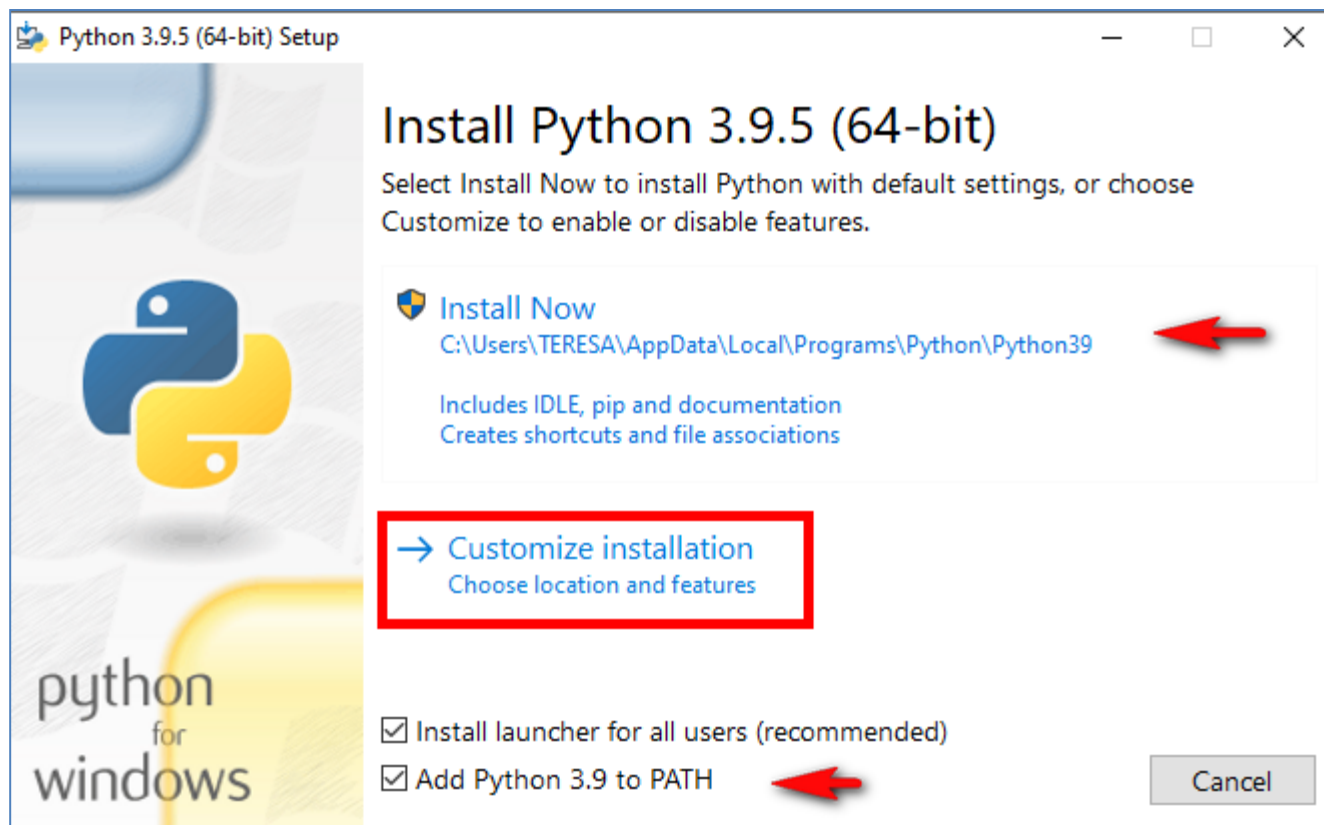 Python 3.9.5 (64-bit) Setup
Install Python 3.9.5 (64-bit)
Select Install Now to install Python with default settings, or choose
Customize to enable or disable features.
Install Now
C:\Users\TERESA\AppData\Local\Programs\Python\Python39
Includes IDLE, pip and documentation
Creates shortcuts and file associations
Customize installation
Choose location and features
python
for
windows
Install launcher for all users (recommended)
Add Python 3.9 to PATH
Cancel